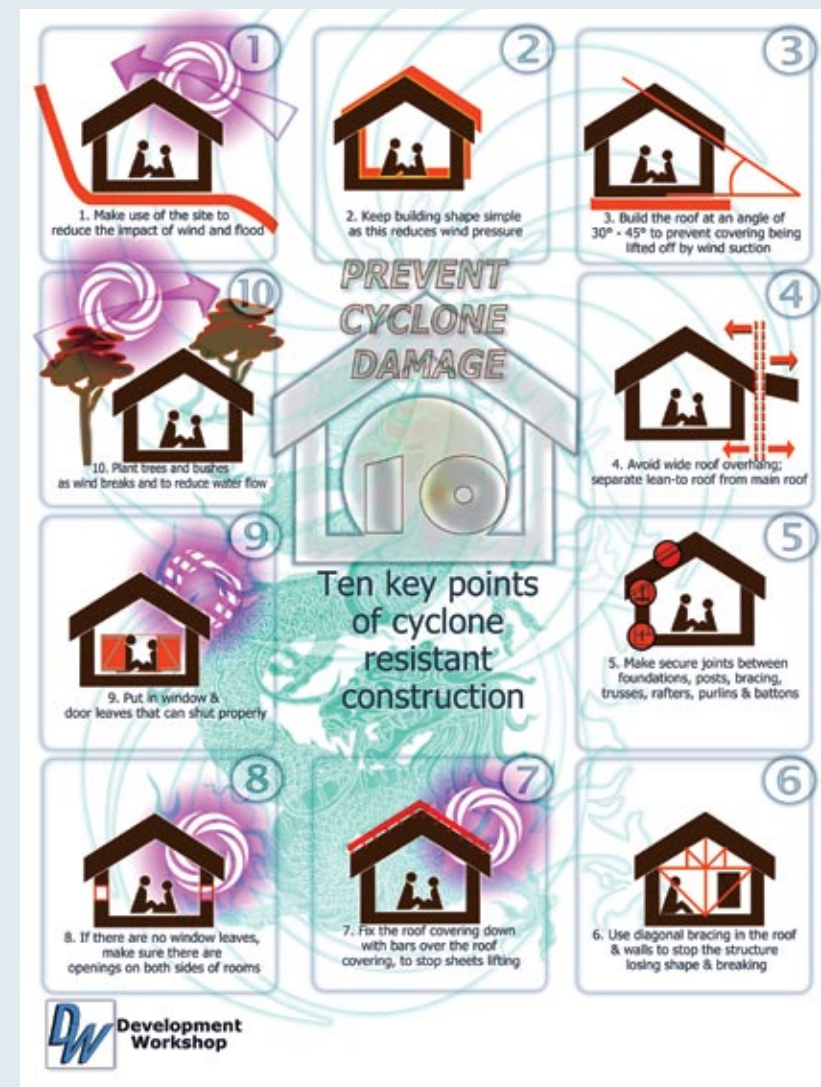 1
1. Make use of the site to
reduce the impact of wind and flood
2
2. Keep building shape simple
as this reduces wind pressure
3
3. Build the roof at an angle of
30° - 45° to prevent covering being
lifted off by wind suction
PREVENT
CYCLONE
DAMAGE
10
Ten key points
of cyclone
resistant
construction
4
4. Avoid wide roof overhang;
separate lean-to roof from main roof
5
5. Make secure joints between
foundations, posts, bracing,
trusses, rafters, purlins & battons
6
6. Use diagonal bracing in the roof
& walls to stop the structure
losing shape & breaking
7
7. Fix the roof covering down
with bars over the roof
covering, to stop sheets lifting
8
8. If there are no window leaves,
make sure there are
openings on both sides of rooms
9
9. Put in window &
door leaves that can shut properly
10
10. Plant trees and bushes
as wind breaks and to reduce water flow
DW
Development
Workshop